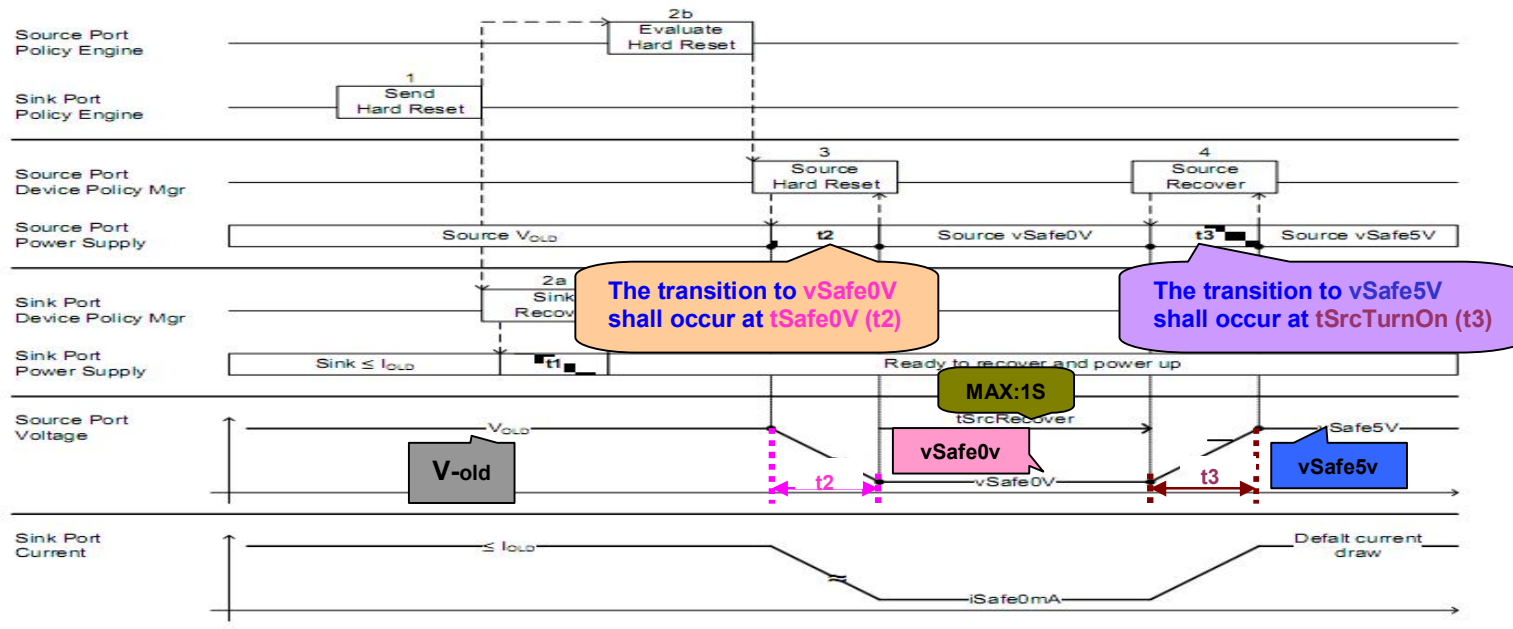 2b
Source Port
Policy Engine
Evaluate
Hard Reset
1
Sink Port
Policy Engine
Send
Hard Reset
3
4
Source Port
Device Policy Mgr
Source
Hard Reset
Source
Recover
Source Port
Power Supply
Source VOLD
t2
Source vSafe0V
t3
Source vSafe5V
2a
Sink Port
Device Policy Mgr
Sink
The transition to vSafe0V
shall occur at tSafe0V (t2)
The transition to vSafe5V
shall occur at tSrcTurnOn (t3)
Sink Port
Power Supply
Sink ≤ IOLD
t1
Ready to recover and power up
MAX:1S
Source Port
Voltage
VOLD
tSrcRecover
V-old
vSafe0v
vSafe5v
t2
vSafe0V
t3
Sink Port
Current
≤ IOLD
Defalt current
draw
iSafe0mA